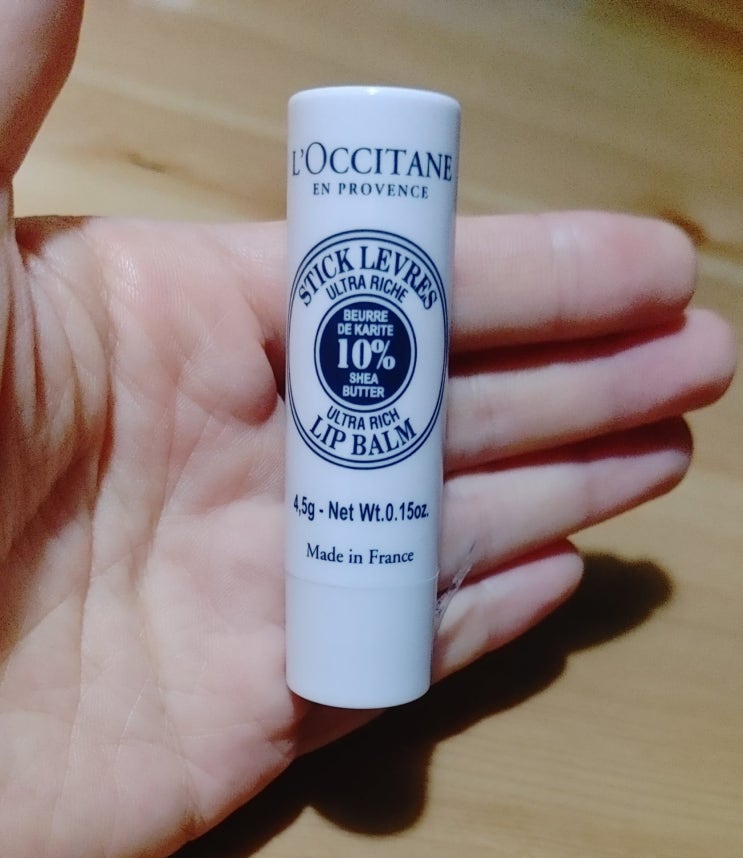 L'OCCITANE
EN PROVENCE
STICK LEVRES
ULTRA RICHE
BEURRE
DE KARITE
10%
SHEA
BUTTER
ULTRA RICH
LIP BALM
4,5g - Net Wt.0.15oz.
Made in France